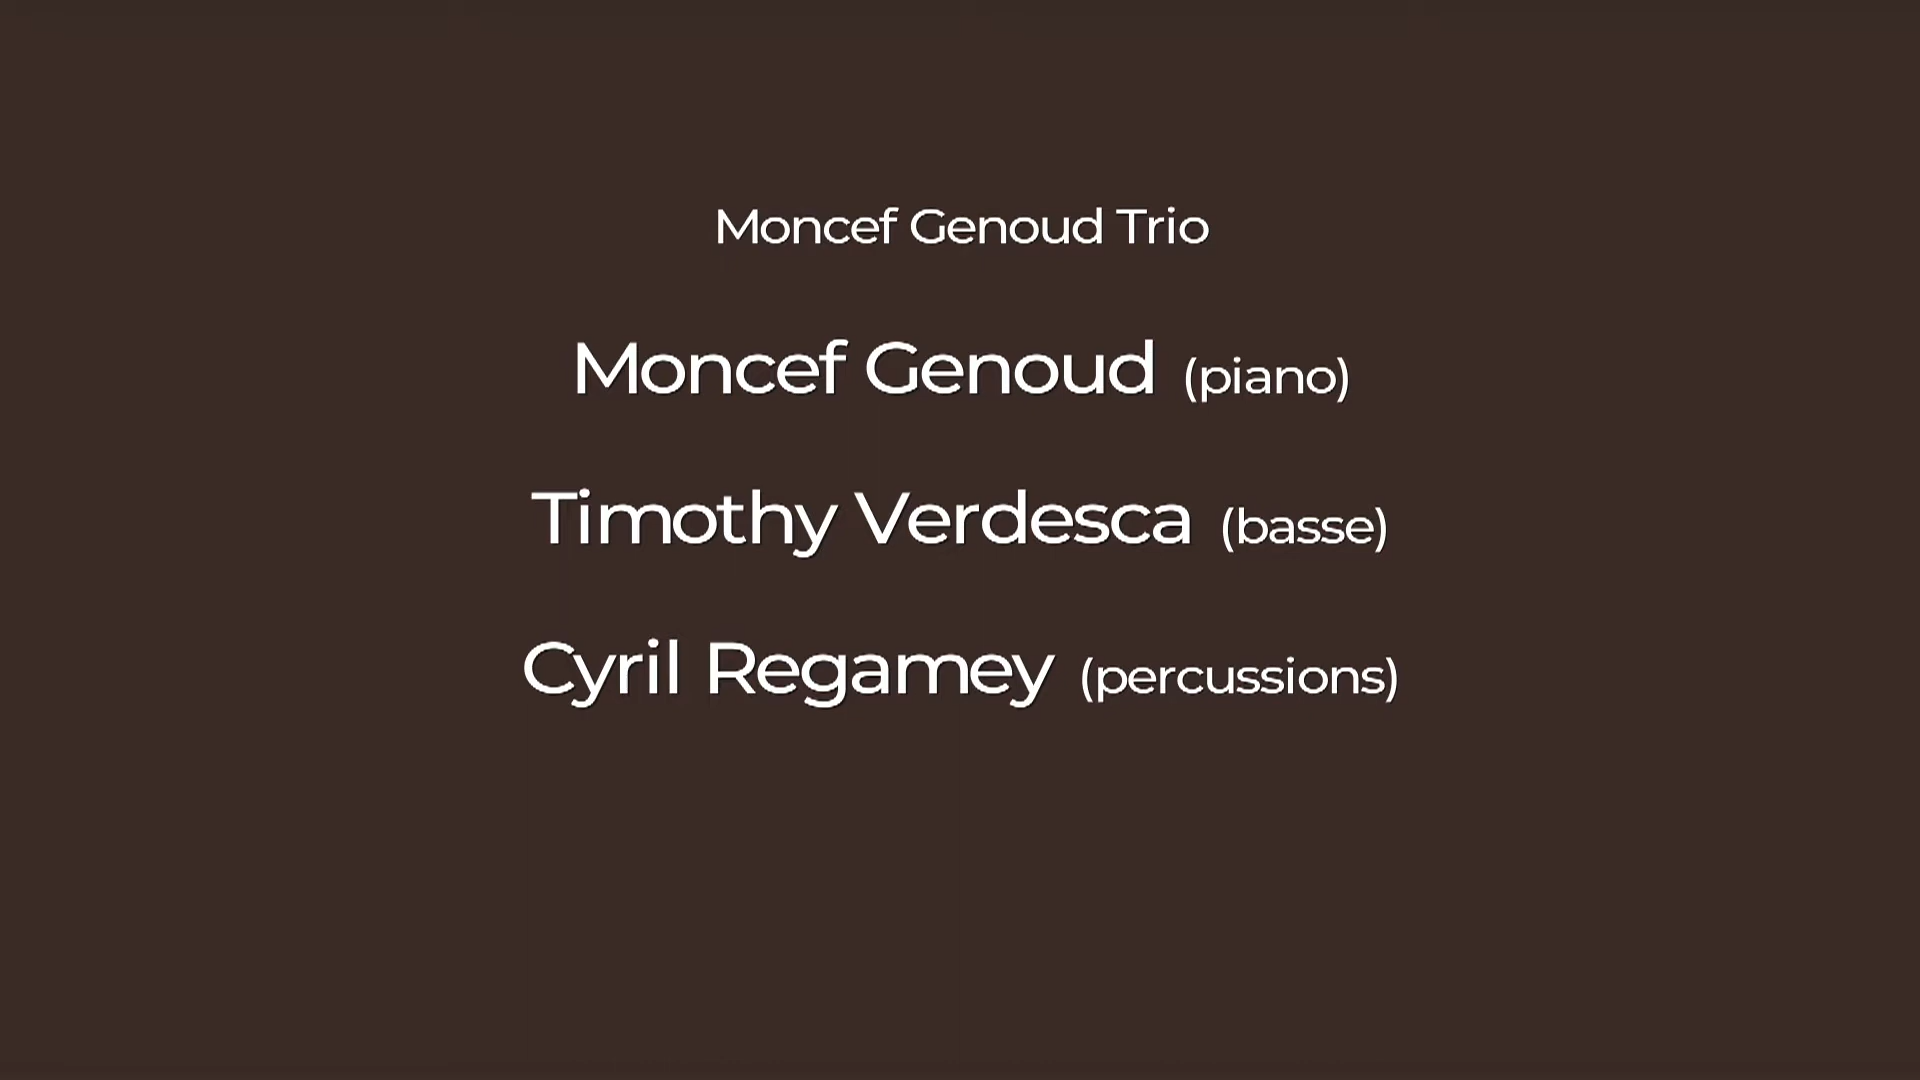 Moncef Genoud Trio
Moncef Genoud (piano)
Timothy Verdesca (basse)
Cyril Regamey (percussions)